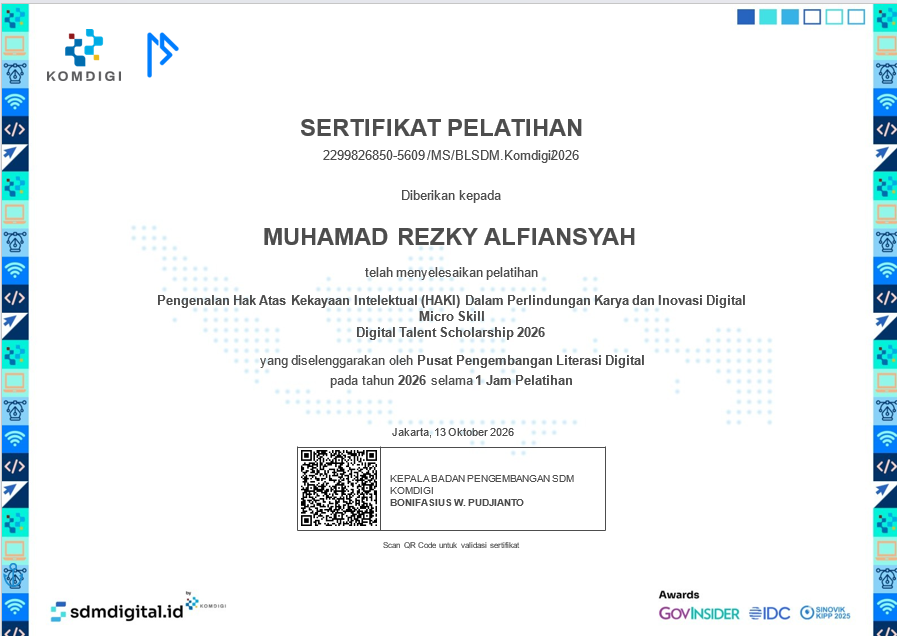 KOMDIGI
SERTIFIKAT PELATIHAN
2299826850-5609/MS/BLSDM.Komdigi2026
Diberikan kepada
MUHAMAD REZKY ALFIANSYAH
telah menyelesaikan pelatihan
Pengenalan Hak Atas Kekayaan Intelektual (HAKI) Dalam Perlindungan Karya dan Inovasi Digital
Micro Skill
Digital Talent Scholarship 2026
yang diselenggarakan oleh Pusat Pengembangan Literasi Digital
pada tahun 2026 selama 1 Jam Pelatihan
Jakarta, 13 Oktober 2026
KEPALA BADAN PENGEMBANGAN SDM
KOMDIGI
BONIFASIUS W. PUDJIANTO
Scan QR Code untuk validasi sertifikat
sdmdigital.id
by
KOMDIGI
Awards
GOVINSIDER
IDC
SINOVIK
KIPP 2025